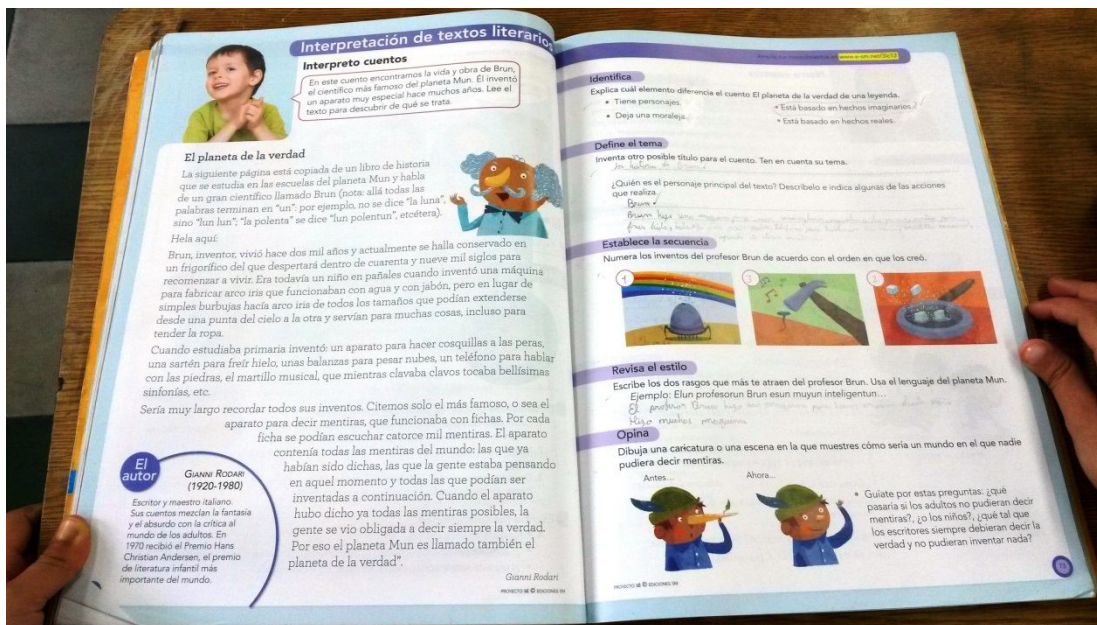 Interpretación de textos literarios
Interpreto cuentos
En este cuento encontramos la vida y obra de Brun,
el científico más famoso del planeta Mun. Él inventó
un aparato muy especial hace muchos años. Lee el
texto para descubrir de qué se trata.
El planeta de la verdad
La siguiente página está copiada de un libro de historia
que se estudia en las escuelas del planeta Mun y habla
de un gran científico llamado Brun (nota: allá todas las
palabras terminan en "un": por ejemplo, no se dice "la luna",
sino "lun lun"; "la polenta" se dice "lun polentun", etcétera).
Hela aquí:
Brun, inventor, vivió hace dos mil años y actualmente se halla conservado en
un frigorífico del que despertará dentro de cuarenta y nueve mil siglos para
recomenzar a vivir. Era todavía un niño en pañales cuando inventó una máquina
para fabricar arco iris que funcionaban con agua y con jabón, pero en lugar de
simples burbujas hacía arco iris de todos los tamaños que podían extenderse
desde una punta del cielo a la otra y servían para muchas cosas, incluso para
tender la ropa.
Cuando estudiaba primaria inventó: un aparato para hacer cosquillas a las peras,
una sartén para freír hielo, unas balanzas para pesar nubes, un teléfono para hablar
con las piedras, el martillo musical, que mientras clavaba clavos tocaba bellísimas
sinfonías, etc.
Sería muy largo recordar todos sus inventos. Citemos solo el más famoso, o sea el
aparato para decir mentiras, que funcionaba con fichas. Por cada
ficha se podían escuchar catorce mil mentiras. El aparato
contenía todas las mentiras del mundo: las que ya
habían sido dichas, las que la gente estaba pensando
en aquel momento y todas las que podían ser
inventadas a continuación. Cuando el aparato
hubo dicho ya todas las mentiras posibles, la
gente se vio obligada a decir siempre la verdad.
Por eso el planeta Mun es llamado también el
planeta de la verdad".
Gianni Rodari
PROYECTO SÉ © EDICIONES SM
El
autor
GIANNI RODARI
(1920-1980)
Escritor y maestro italiano.
Sus cuentos mezclan la fantasía
y el absurdo con la crítica al
mundo de los adultos. En
1970 recibió el Premio Hans
Christian Andersen, el premio
de literatura infantil más
importante del mundo.
Identifica
Explica cuál elemento diferencia el cuento El planeta de la verdad de una leyenda.
• Tiene personajes.
• Deja una moraleja.
• Está basado en hechos imaginarios.
• Está basado en hechos reales.
Define el tema
Inventa otro posible título para el cuento. Ten en cuenta su tema.
la historia de
¿Quién es el personaje principal del texto? Descríbelo e indica algunas de las acciones
que realiza.
Brun
Brun hizo una
Establece la secuencia
Numera los inventos del profesor Brun de acuerdo con el orden en que los creó.
1
3
2
Revisa el estilo
Escribe los dos rasgos que más te atraen del profesor Brun. Usa el lenguaje del planeta Mun.
Ejemplo: Elun profesorun Brun esun muyun inteligentun...
El profesor Brun hizo
Hizo muchas maquinas
Opina
Dibuja una caricatura o una escena en la que muestres cómo sería un mundo en el que nadie
pudiera decir mentiras.
Antes...
Ahora...
• Guíate por estas preguntas: ¿qué
pasaría si los adultos no pudieran decir
mentiras?, ¿o los niños?, ¿qué tal que
los escritores siempre debieran decir la
verdad y no pudieran inventar nada?
PROYECTO SÉ © EDICIONES SM
13